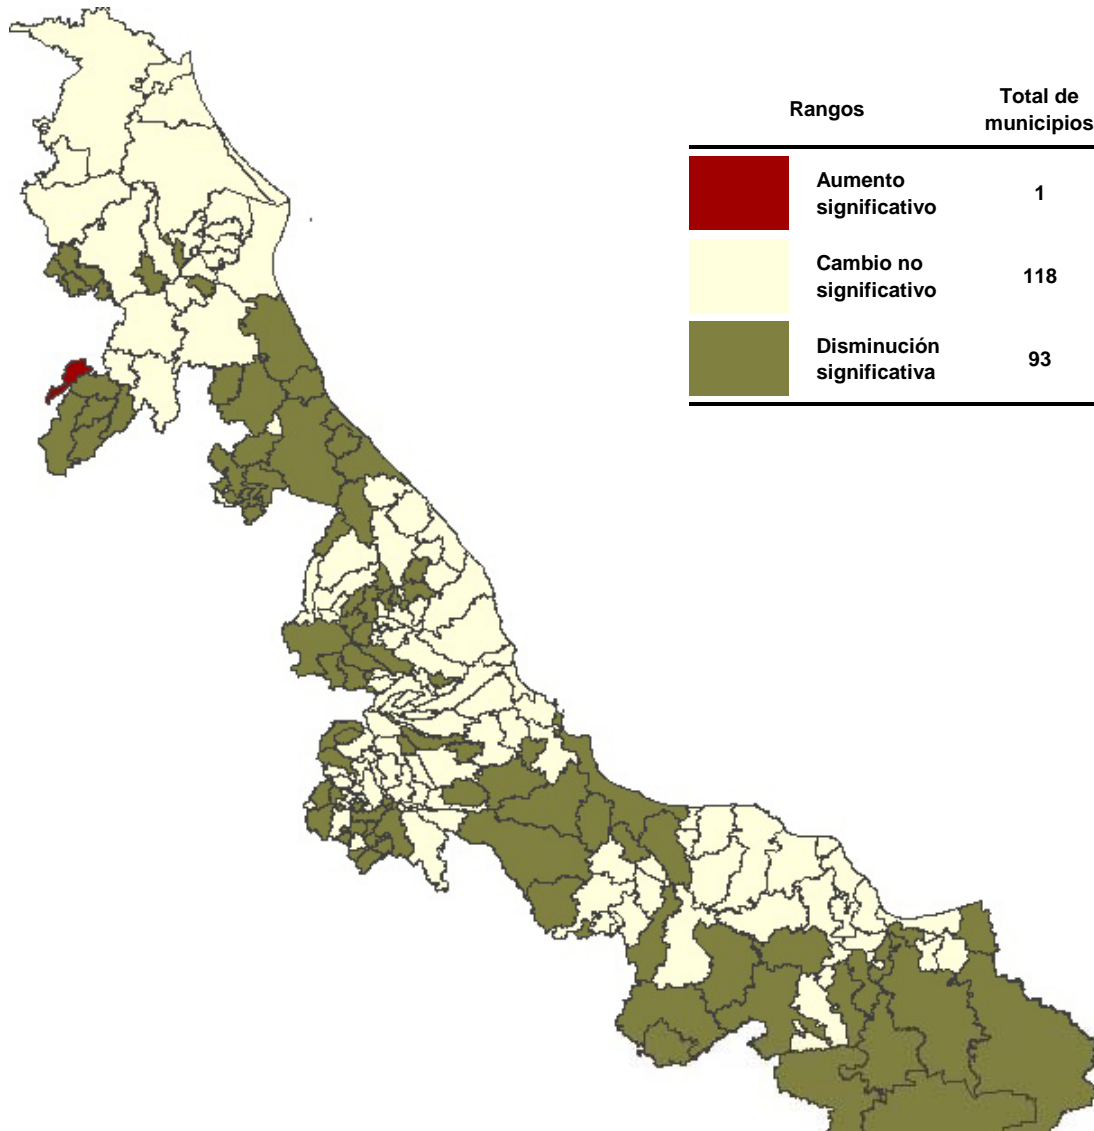 Rangos
Total de
municipios
Aumento
significativo
1
Cambio no
significativo
118
Disminución
significativa
93